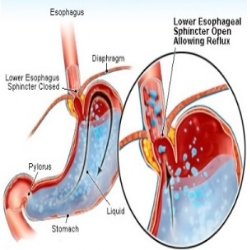 Esophagus
Lower Esophageal
Sphincter Open
Allowing Reflux
Diaphragm
Lower Esophagus
Sphincter Closed
Pylorus
Liquid
Stomach